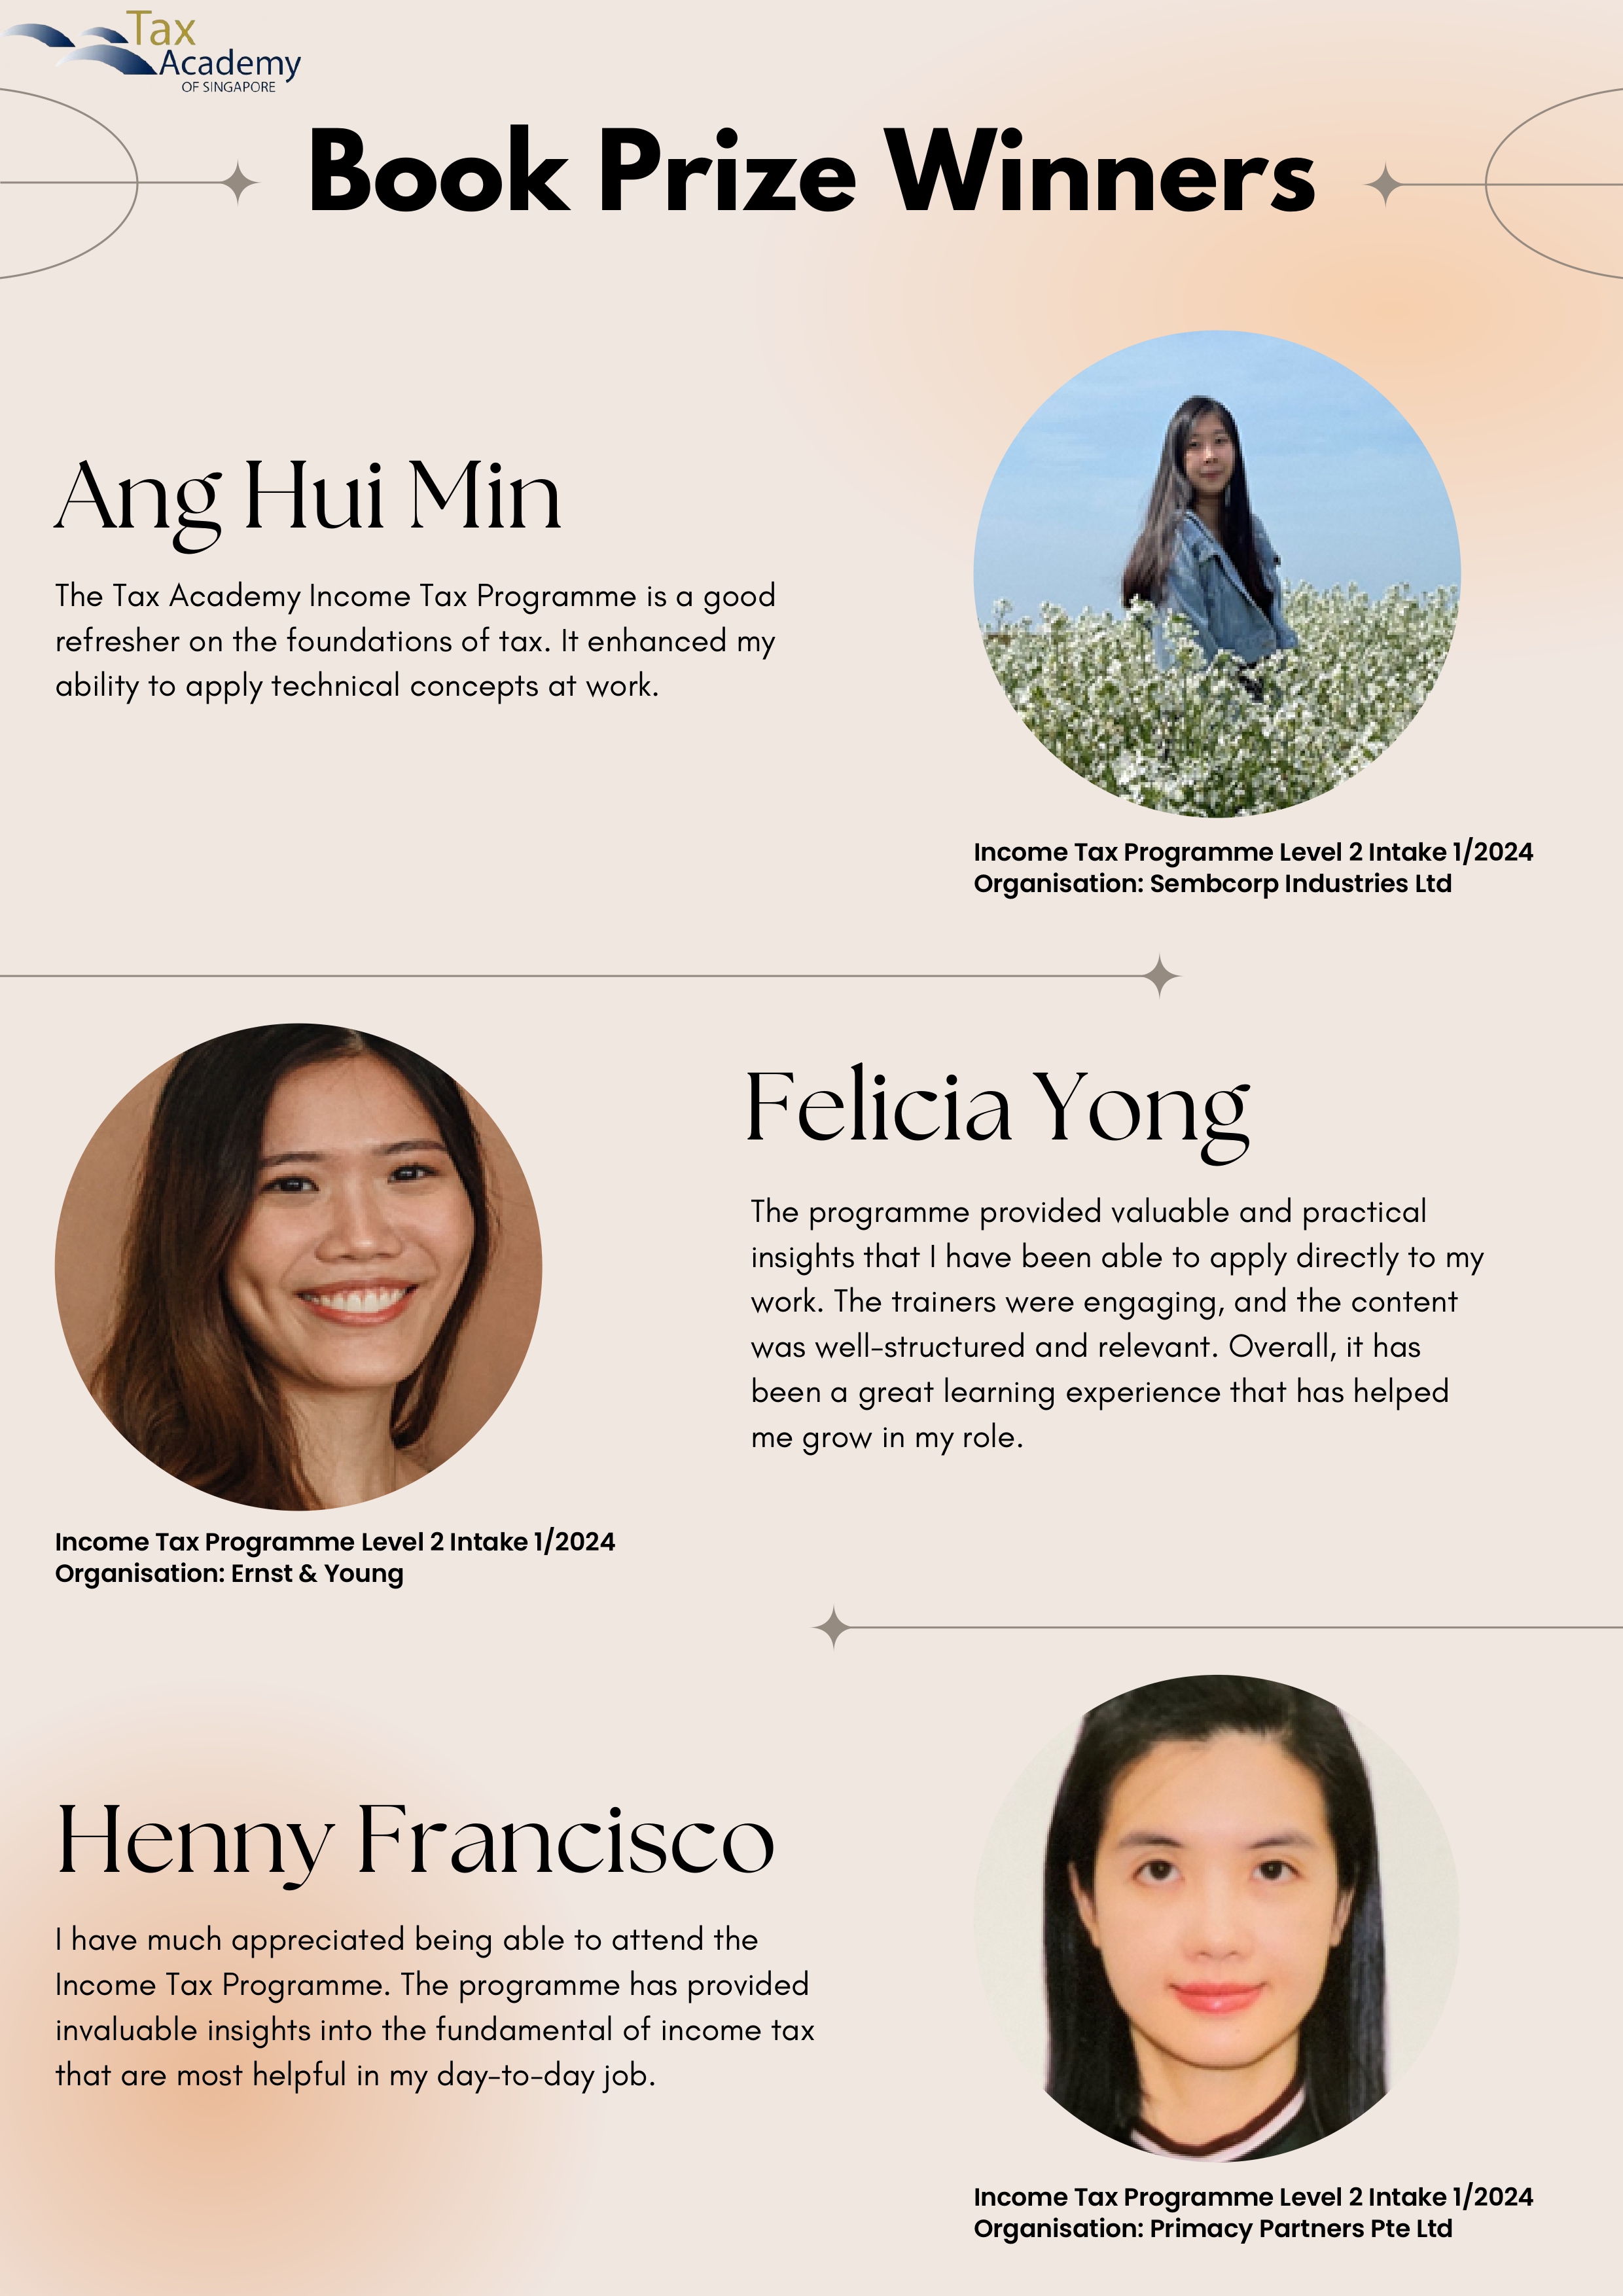 Tax
Academy
OF SINGAPORE
Book Prize Winners
Ang Hui Min
The Tax Academy Income Tax Programme is a good
refresher on the foundations of tax. It enhanced my
ability to apply technical concepts at work.
Income Tax Programme Level 2 Intake 1/2024
Organisation: Sembcorp Industries Ltd
Felicia Yong
The programme provided valuable and practical
insights that I have been able to apply directly to my
work. The trainers were engaging, and the content
was well-structured and relevant. Overall, it has
been a great learning experience that has helped
me grow in my role.
Income Tax Programme Level 2 Intake 1/2024
Organisation: Ernst & Young
Henny Francisco
I have much appreciated being able to attend the
Income Tax Programme. The programme has provided
invaluable insights into the fundamental of income tax
that are most helpful in my day-to-day job.
Income Tax Programme Level 2 Intake 1/2024
Organisation: Primacy Partners Pte Ltd